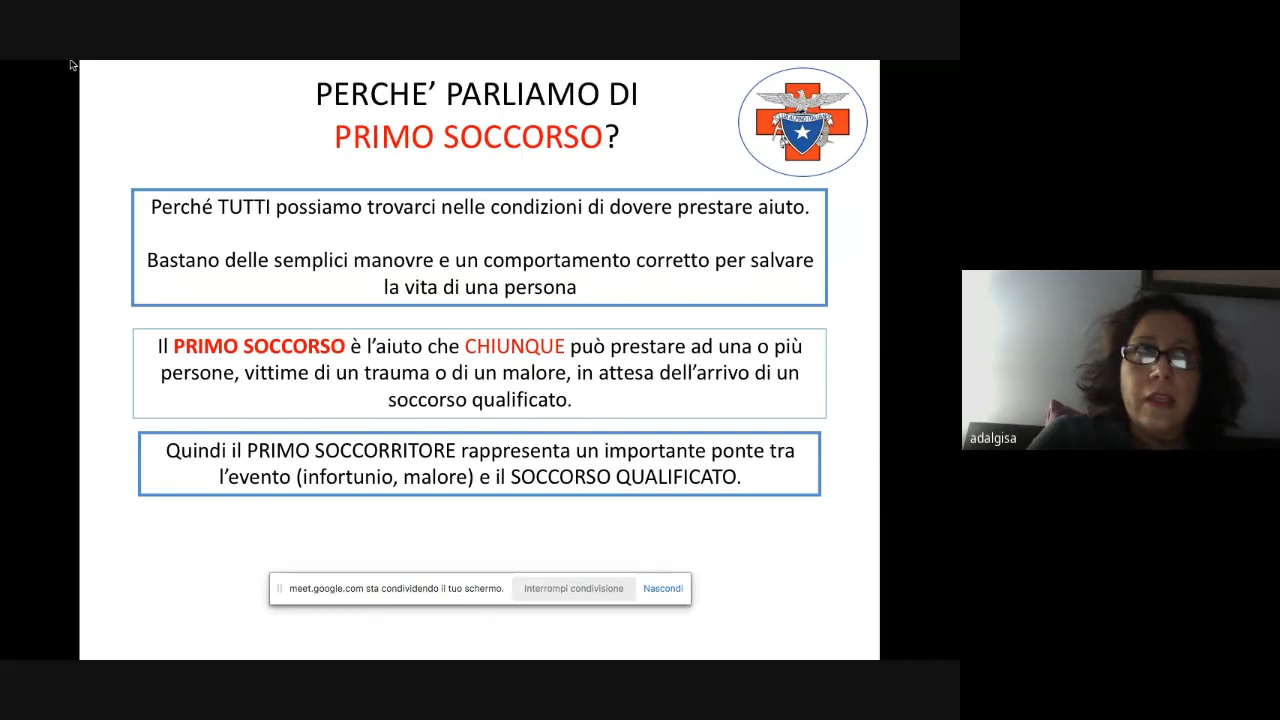 PERCHE’ PARLIAMO DI
PRIMO SOCCORSO?
CLUB ALPINO ITALIANO
Perché TUTTI possiamo trovarci nelle condizioni di dovere prestare aiuto.
Bastano delle semplici manovre e un comportamento corretto per salvare
la vita di una persona
Il PRIMO SOCCORSO è l’aiuto che CHIUNQUE può prestare ad una o più
persone, vittime di un trauma o di un malore, in attesa dell’arrivo di un
soccorso qualificato.
Quindi il PRIMO SOCCORRITORE rappresenta un importante ponte tra
l’evento (infortunio, malore) e il SOCCORSO QUALIFICATO.
meet.google.com sta condividendo il tuo schermo. Interrompi condivisione Nascondi
adalgisa